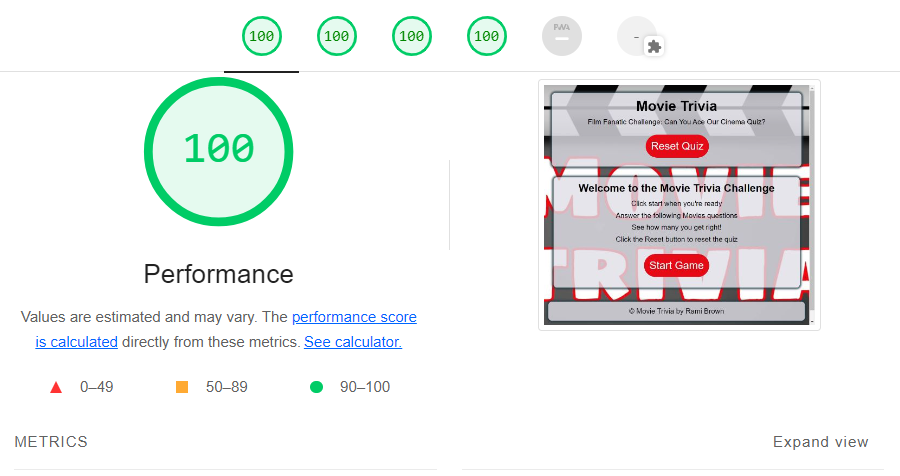 100 100 100 100 PWA -
100
Performance
Values are estimated and may vary. The performance score
is calculated directly from these metrics. See calculator.
0–49 50–89 90–100
Movie Trivia
Film Fanatic Challenge: Can You Ace Our Cinema Quiz?
Reset Quiz
MOVIE
Welcome to the Movie Trivia Challenge
Click start when you're ready
Answer the following Movies questions
See how many you get right!
Click the Reset button to reset the quiz
TRIVIA
Start Game
© Movie Trivia by Rami Brown
METRICS Expand view